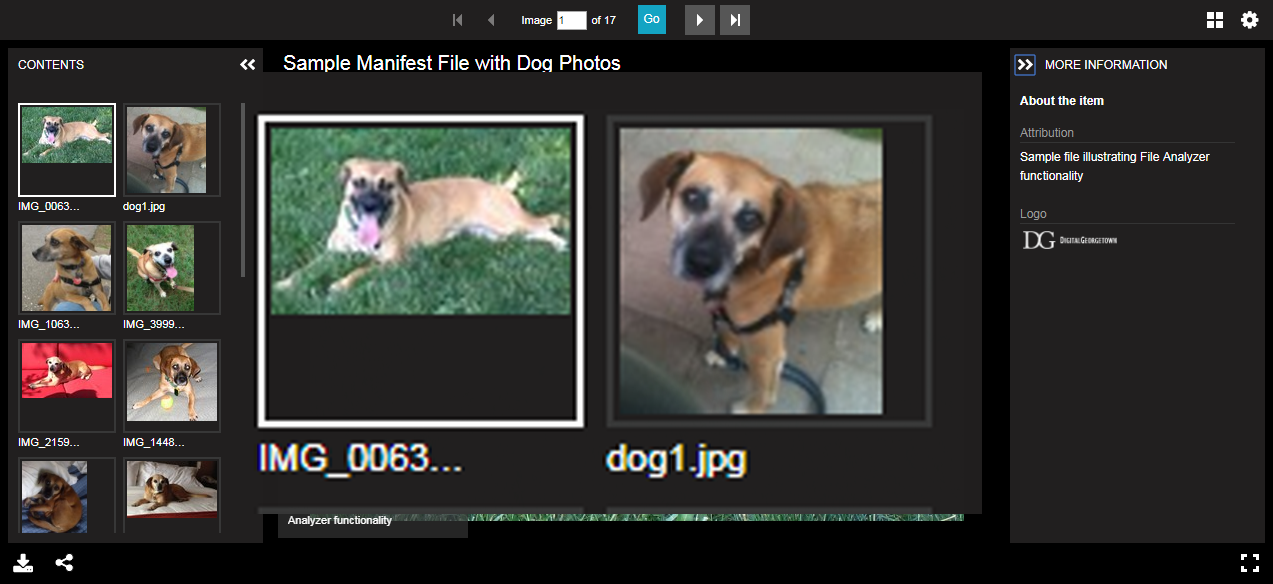 Image 1 of 17 Go
CONTENTS
Sample Manifest File with Dog Photos
MORE INFORMATION
IMG_0063...
dog1.jpg
IMG_1063...
IMG_3999...
IMG_2159...
IMG_1448...
IMG_0063...
dog1.jpg
Analyzer functionality
About the item
Attribution
Sample file illustrating File Analyzer
functionality
Logo
DG DIGITALGEORGETOWN